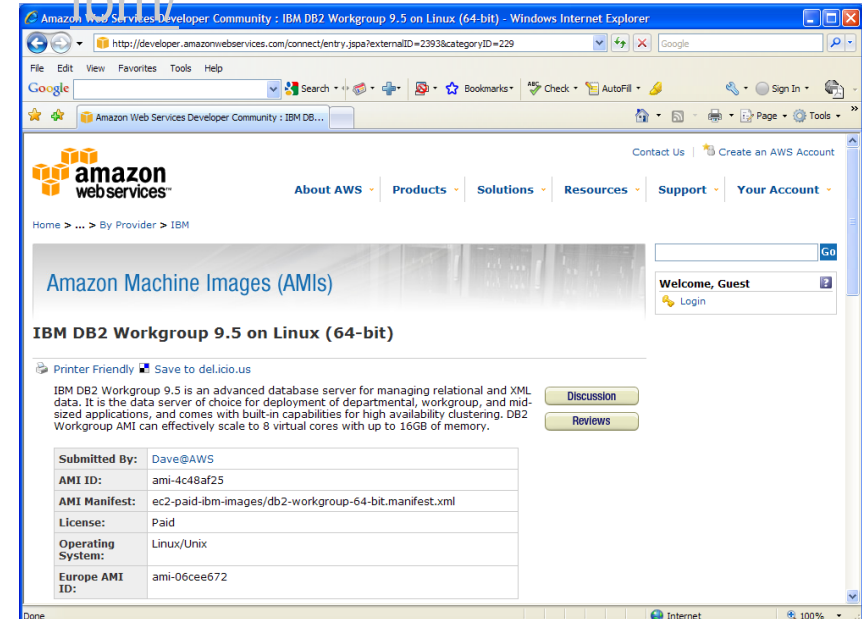 Amazon Web Services Developer Community : IBM DB2 Workgroup 9.5 on Linux (64-bit) - Windows Internet Explorer
http://developer.amazonwebservices.com/connect/entry.jspa?externalID=2393&categoryID=229
Google
File Edit View Favorites Tools Help
Google Search Bookmarks Check AutoFill Sign In
Amazon Web Services Developer Community : IBM DB... Page Tools
Contact Us | Create an AWS Account
amazon
webservices™
About AWS Products Solutions Resources Support Your Account
Home > ... > By Provider > IBM
Go
Amazon Machine Images (AMIs)
Welcome, Guest ?
Login
IBM DB2 Workgroup 9.5 on Linux (64-bit)
Printer Friendly Save to del.icio.us
IBM DB2 Workgroup 9.5 is an advanced database server for managing relational and XML
data. It is the data server of choice for deployment of departmental, workgroup, and mid-
sized applications, and comes with built-in capabilities for high availability clustering. DB2
Workgroup AMI can effectively scale to 8 virtual cores with up to 16GB of memory.
Discussion
Reviews
Submitted By: Dave@AWS
AMI ID: ami-4c48af25
AMI Manifest: ec2-paid-ibm-images/db2-workgroup-64-bit.manifest.xml
License: Paid
Operating
System: Linux/Unix
Europe AMI
ID: ami-06cee672
Done Internet 100%